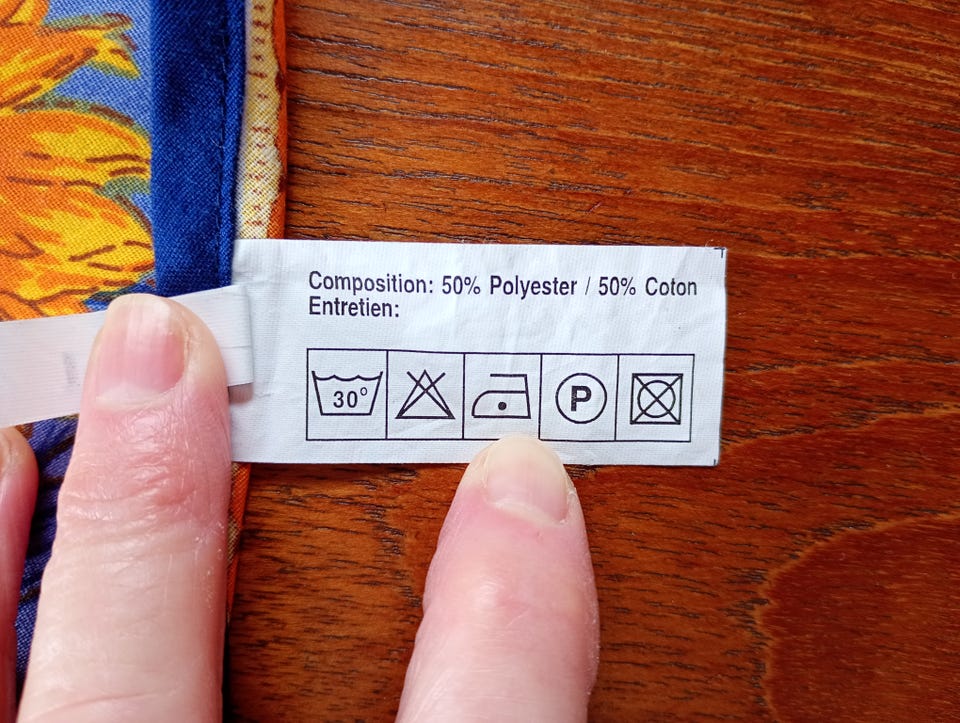 Composition: 50% Polyester / 50% Coton
Entretien:
30° P